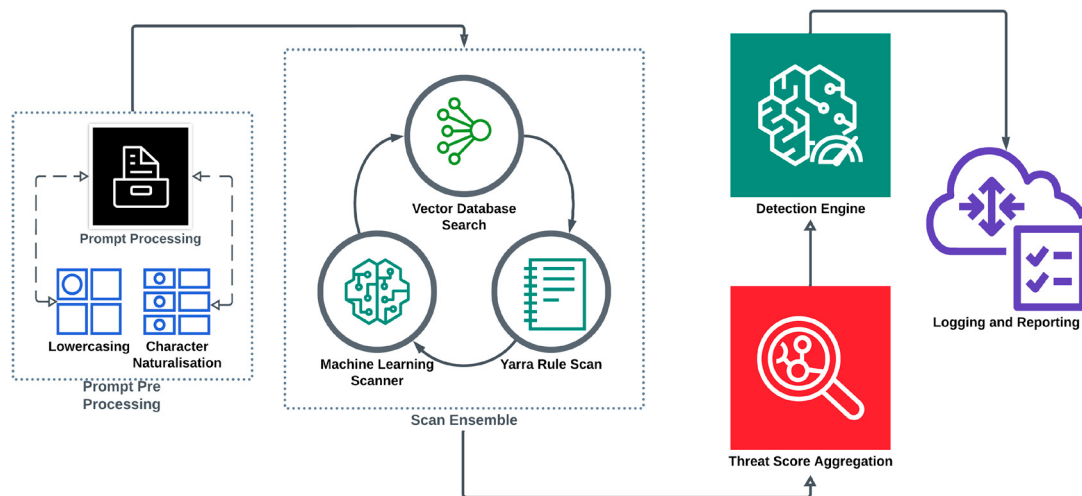 Prompt Processing
Lowercasing
Character
Naturalisation
Prompt Pre
Processing
Vector Database
Search
Machine Learning
Scanner
Yarra Rule Scan
Scan Ensemble
Detection Engine
Threat Score Aggregation
Logging and Reporting